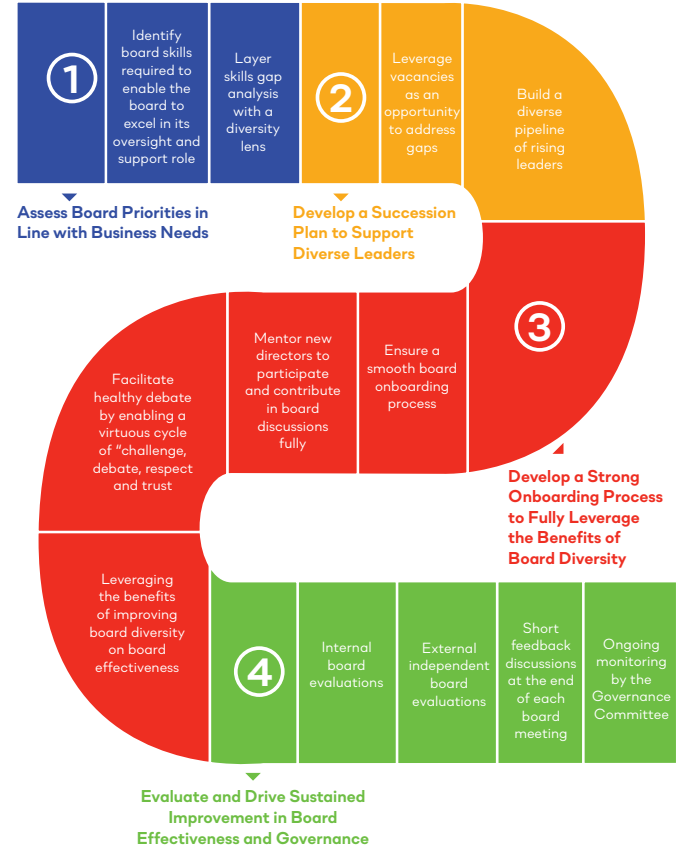 1
Identify
board skills
required to
enable the
board to
excel in its
oversight and
support role
Layer
skills gap
analysis
with a
diversity
lens
Assess Board Priorities in
Line with Business Needs
2
Leverage
vacancies
as an
opportunity
to address
gaps
Build a
diverse
pipeline
of rising
leaders
Develop a Succession
Plan to Support
Diverse Leaders
3
Develop a Strong
Onboarding Process
to Fully Leverage
the Benefits of
Board Diversity
Ensure a
smooth board
onboarding
process
Mentor new
directors to
participate
and contribute
in board
discussions
fully
Facilitate
healthy debate
by enabling a
virtuous cycle
of “challenge,
debate, respect
and trust
Leveraging
the benefits
of improving
board diversity
on board
effectiveness
4
Internal
board
evaluations
External
independent
board
evaluations
Short
feedback
discussions
at the end
of each
board
meeting
Ongoing
monitoring
by the
Governance
Committee
Evaluate and Drive Sustained
Improvement in Board
Effectiveness and Governance